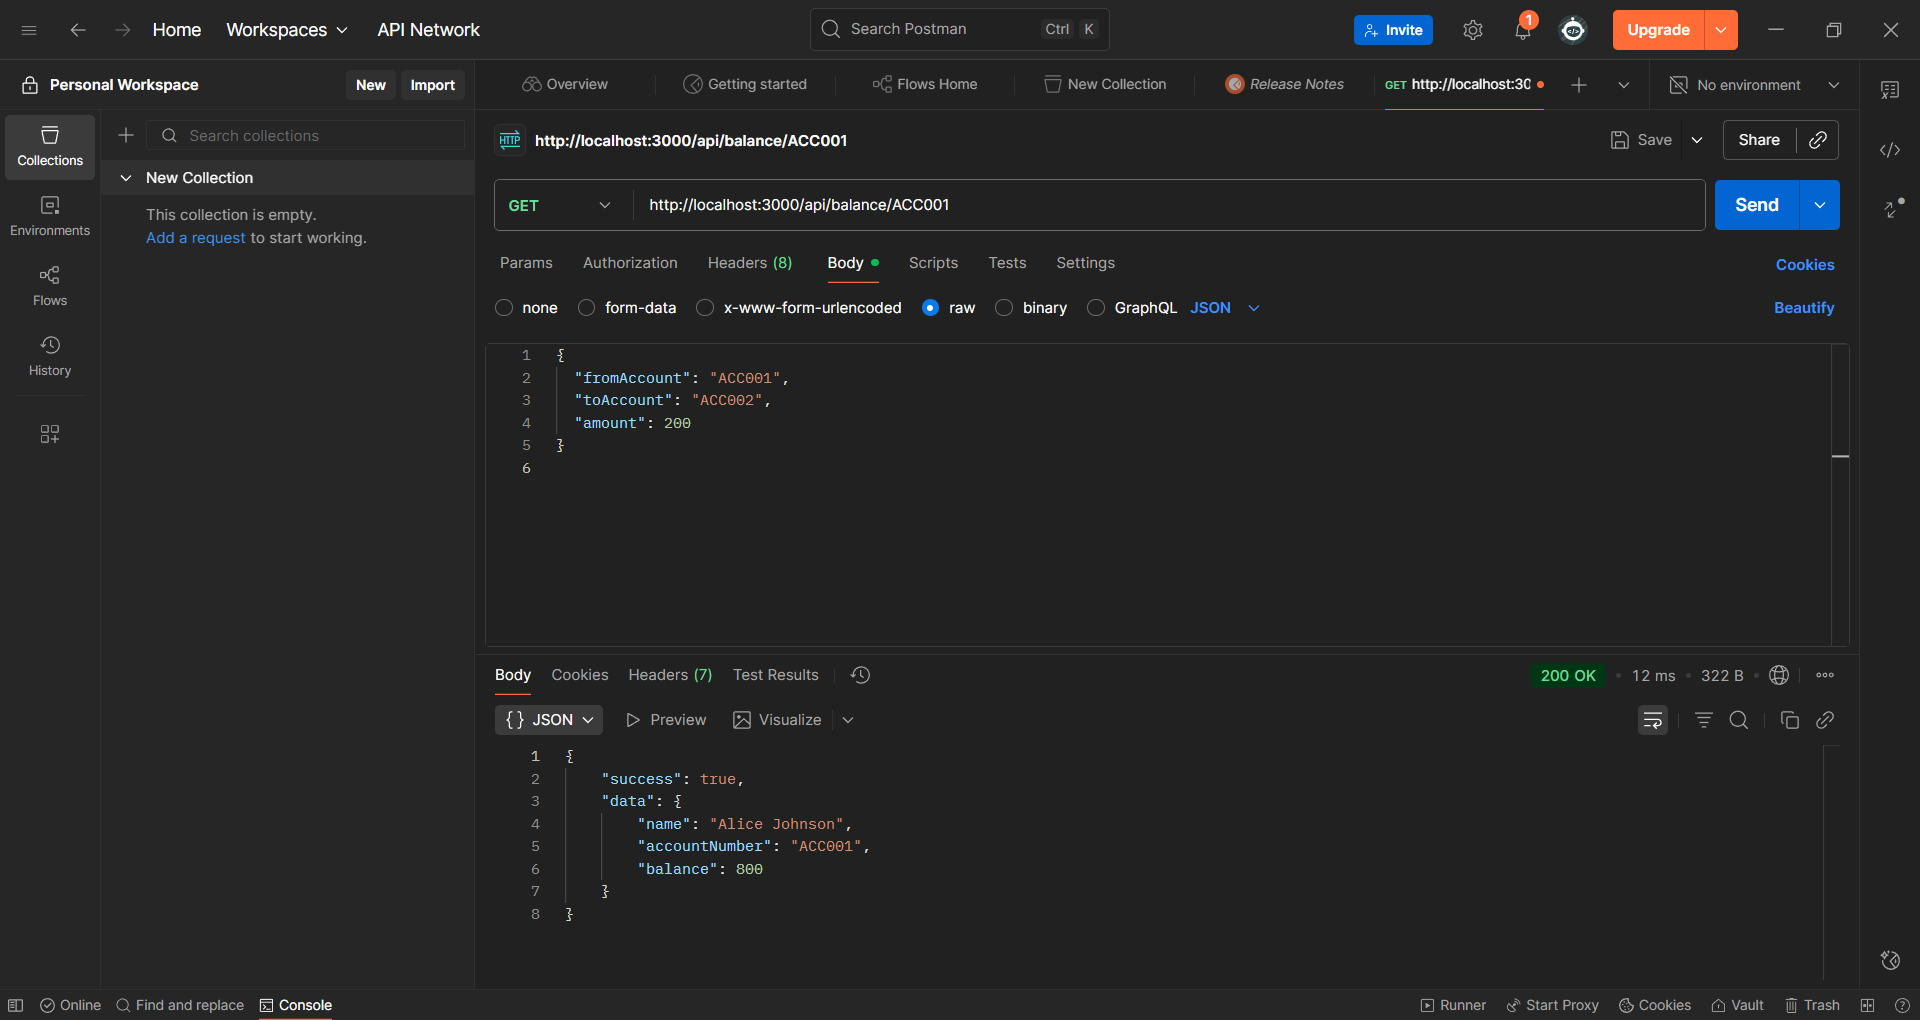 Home Workspaces API Network Search Postman Ctrl K Invite 1 Upgrade
Personal Workspace New Import Overview Getting started Flows Home New Collection Release Notes GET http://localhost:30 No environment
Collections
Environments
Flows
History
Search collections
New Collection
This collection is empty.
Add a request to start working.
HTTP http://localhost:3000/api/balance/ACC001 Save Share
GET http://localhost:3000/api/balance/ACC001 Send
Params Authorization Headers (8) Body Scripts Tests Settings Cookies
none form-data x-www-form-urlencoded raw binary GraphQL JSON Beautify
1 {
2 "fromAccount": "ACC001",
3 "toAccount": "ACC002",
4 "amount": 200
5 }
6
Body Cookies Headers (7) Test Results 200 OK • 12 ms • 322 B •
{} JSON Preview Visualize
1 {
2 "success": true,
3 "data": {
4 "name": "Alice Johnson",
5 "accountNumber": "ACC001",
6 "balance": 800
7 }
8 }
Online Find and replace Console Runner Start Proxy Cookies Vault Trash